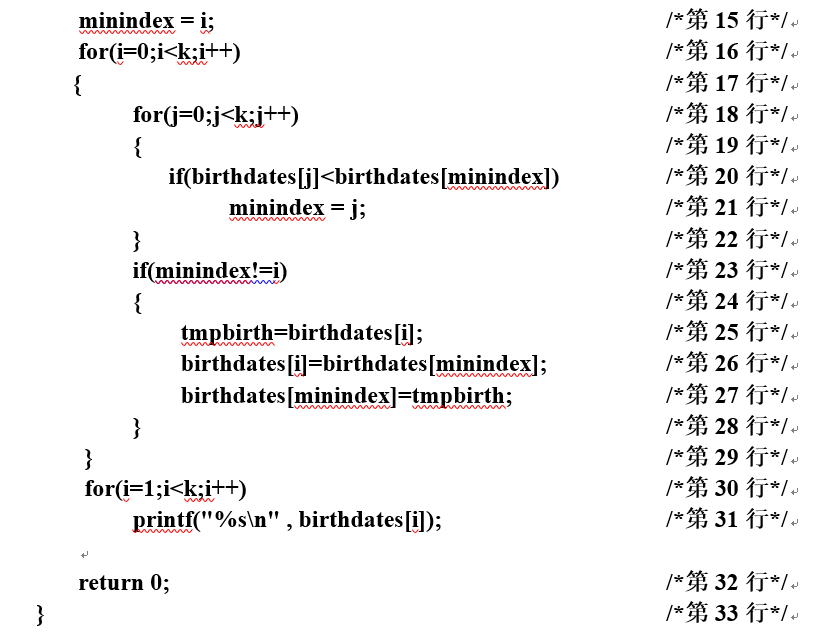 minindex = i; /*第 15 行*/
for(i=0;i<k;i++) /*第 16 行*/
{ /*第 17 行*/
for(j=0;j<k;j++) /*第 18 行*/
{ /*第 19 行*/
if(birthdates[j]<birthdates[minindex]) /*第 20 行*/
minindex = j; /*第 21 行*/
} /*第 22 行*/
if(minindex!=i) /*第 23 行*/
{ /*第 24 行*/
tmpbirth=birthdates[i]; /*第 25 行*/
birthdates[i]=birthdates[minindex]; /*第 26 行*/
birthdates[minindex]=tmpbirth; /*第 27 行*/
} /*第 28 行*/
} /*第 29 行*/
for(i=1;i<k;i++) /*第 30 行*/
printf("%s\n" , birthdates[i]); /*第 31 行*/
return 0; /*第 32 行*/
} /*第 33 行*/